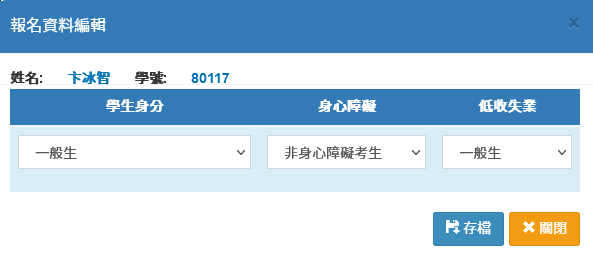 報名資料編輯 ×
姓名: 卞冰智 學號: 80117
學生身分 身心障礙 低收失業
一般生 非身心障礙考生 一般生
存檔 關閉